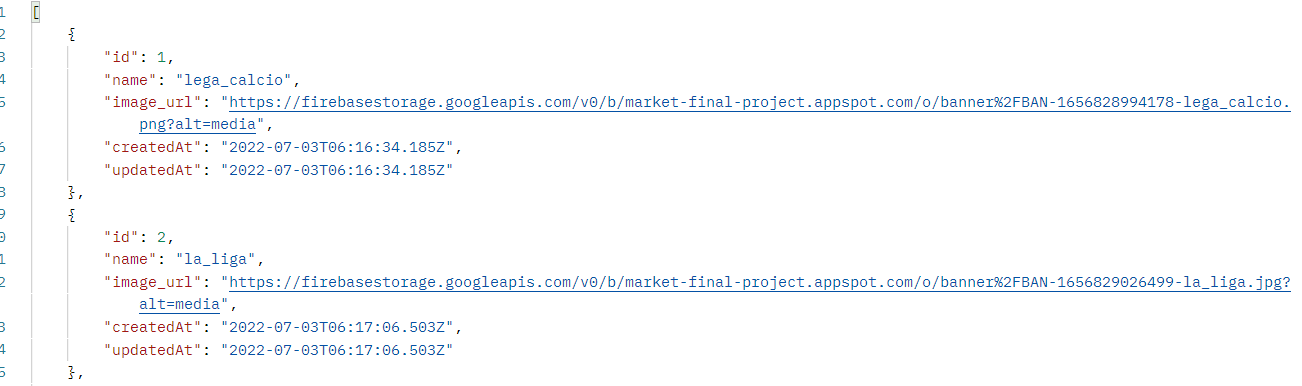 1 [
2 {
3 "id": 1,
4 "name": "lega_calcio",
5 "image_url": "https://firebasestorage.googleapis.com/v0/b/market-final-project.appspot.com/o/banner%2FBAN-1656828994178-lega_calcio.
png?alt=media",
6 "createdAt": "2022-07-03T06:16:34.185Z",
7 "updatedAt": "2022-07-03T06:16:34.185Z"
8 },
9 {
0 "id": 2,
1 "name": "la_liga",
2 "image_url": "https://firebasestorage.googleapis.com/v0/b/market-final-project.appspot.com/o/banner%2FBAN-1656829026499-la_liga.jpg?
alt=media",
3 "createdAt": "2022-07-03T06:17:06.503Z",
4 "updatedAt": "2022-07-03T06:17:06.503Z"
5 },